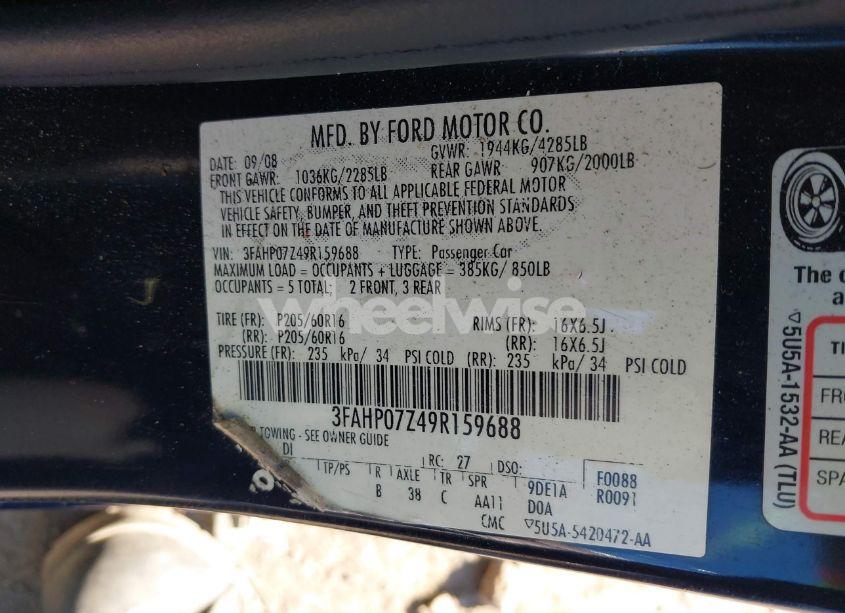 MFD. BY FORD MOTOR CO.
DATE: 09/08 GVWR: 1944KG/4285LB
FRONT GAWR: 1036KG/2285LB REAR GAWR: 907KG/2000LB
THIS VEHICLE CONFORMS TO ALL APPLICABLE FEDERAL MOTOR
VEHICLE SAFETY, BUMPER, AND THEFT PREVENTION STANDARDS
IN EFFECT ON THE DATE OF MANUFACTURE SHOWN ABOVE.
VIN: 3FAHP07Z49R159688 TYPE: Passenger Car
MAXIMUM LOAD = OCCUPANTS + LUGGAGE = 385KG/ 850LB
OCCUPANTS = 5 TOTAL: 2 FRONT, 3 REAR
wheelwise
TIRE (FR): P205/60R16 RIMS (FR): 16X6.5J
(RR): P205/60R16 (RR): 16X6.5J
PRESSURE (FR): 235 kPa/ 34 PSI COLD (RR): 235 kPa/ 34 PSI COLD
3FAHP07Z49R159688
TOWING - SEE OWNER GUIDE
DI RC: 27 DSO: F0088
TP/PS R AXLE TR SPR 9DE1A R0091
B 38 C AA11 D0A
CMC ▽5U5A-5420472-AA
The
a
▽5U5A-1532-AA (TLU)
TI
FRO
REA
SPA